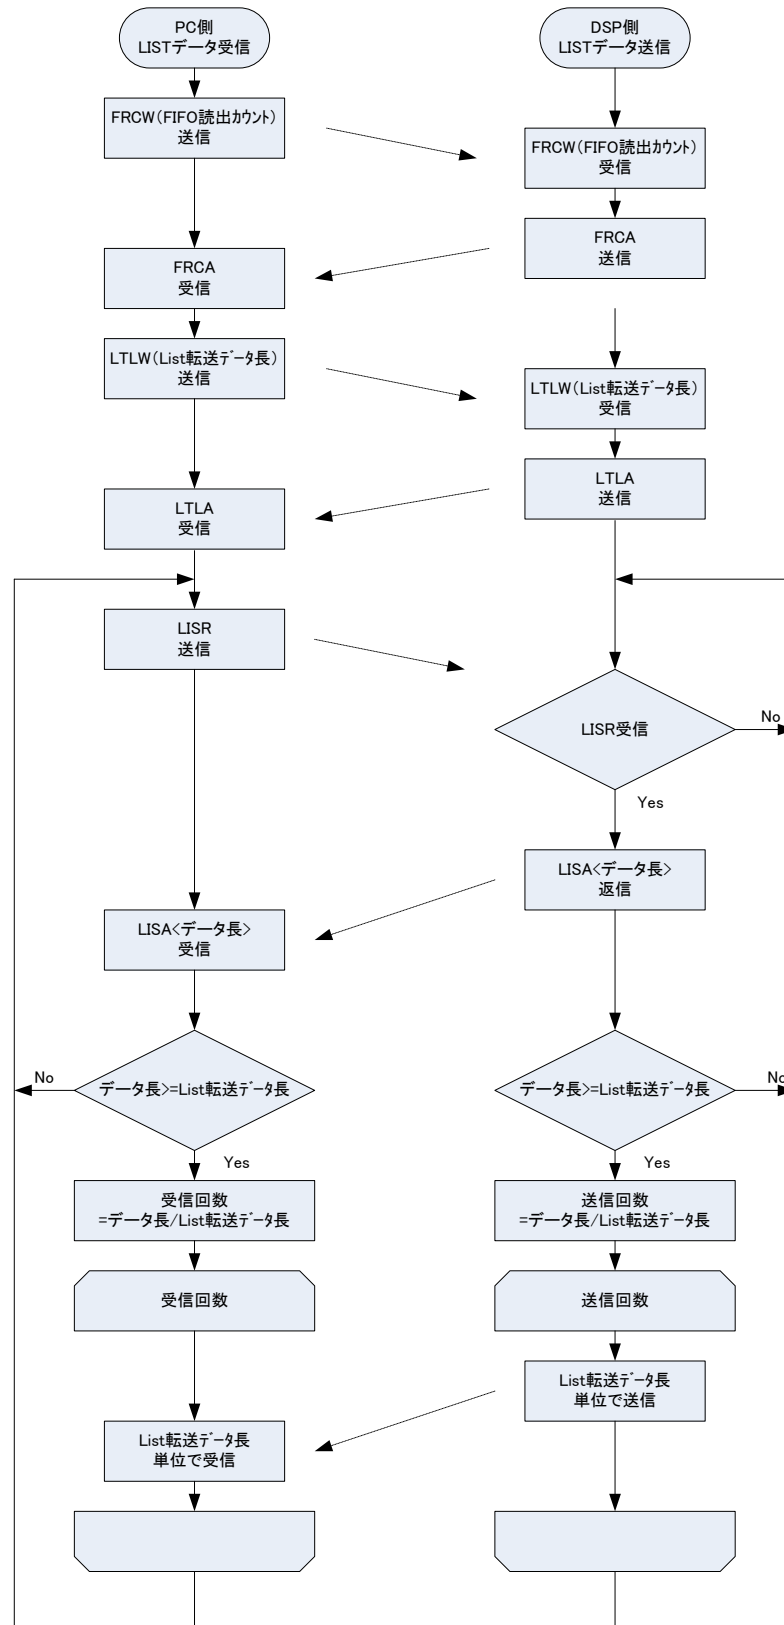 PC側
LISTデータ受信
FRCW(FIFO読出カウント)
送信
FRCA
受信
LTLW(List転送ﾃﾞｰﾀ長)
送信
LTLA
受信
LISR
送信
LISA<データ長>
受信
データ長>=List転送ﾃﾞｰﾀ長
No
Yes
受信回数
=データ長/List転送ﾃﾞｰﾀ長
受信回数
List転送ﾃﾞｰﾀ長
単位で受信
DSP側
LISTデータ送信
FRCW(FIFO読出カウント)
受信
FRCA
送信
LTLW(List転送ﾃﾞｰﾀ長)
受信
LTLA
送信
LISR受信
No
Yes
LISA<データ長>
返信
データ長>=List転送ﾃﾞｰﾀ長
No
Yes
送信回数
=データ長/List転送ﾃﾞｰﾀ長
送信回数
List転送ﾃﾞｰﾀ長
単位で送信